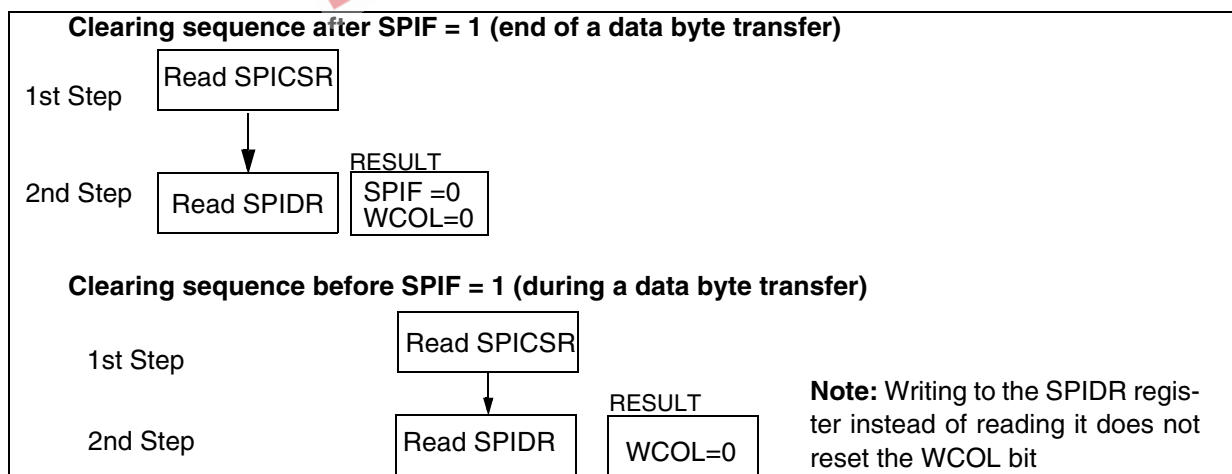 Clearing sequence after SPIF = 1 (end of a data byte transfer)
1st Step
Read SPICSR
2nd Step
Read SPIDR
RESULT
SPIF =0
WCOL=0
Clearing sequence before SPIF = 1 (during a data byte transfer)
1st Step
Read SPICSR
2nd Step
Read SPIDR
RESULT
WCOL=0
Note: Writing to the SPIDR regis-
ter instead of reading it does not
reset the WCOL bit